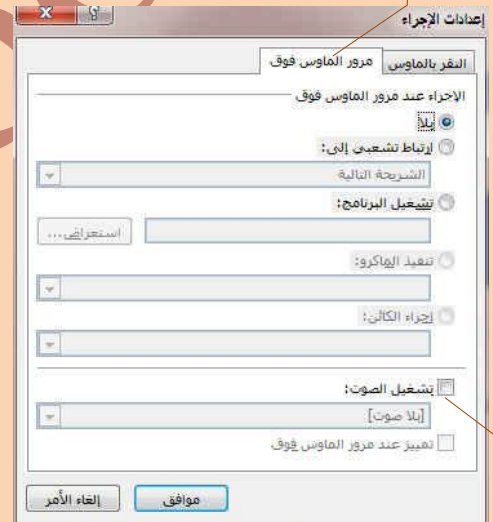 إعدادات الإجراء
النقر بالماوس
مرور الماوس فوق
الإجراء عند مرور الماوس فوق
بلا
ارتباط تشعبي إلى:
الشريحة التالية
تشغيل البرنامج:
استعراض...
تنفيذ الماكرو:
إجراء الكائن:
تشغيل الصوت:
[بلا صوت]
تمييز عند مرور الماوس فوق
موافق
إلغاء الأمر